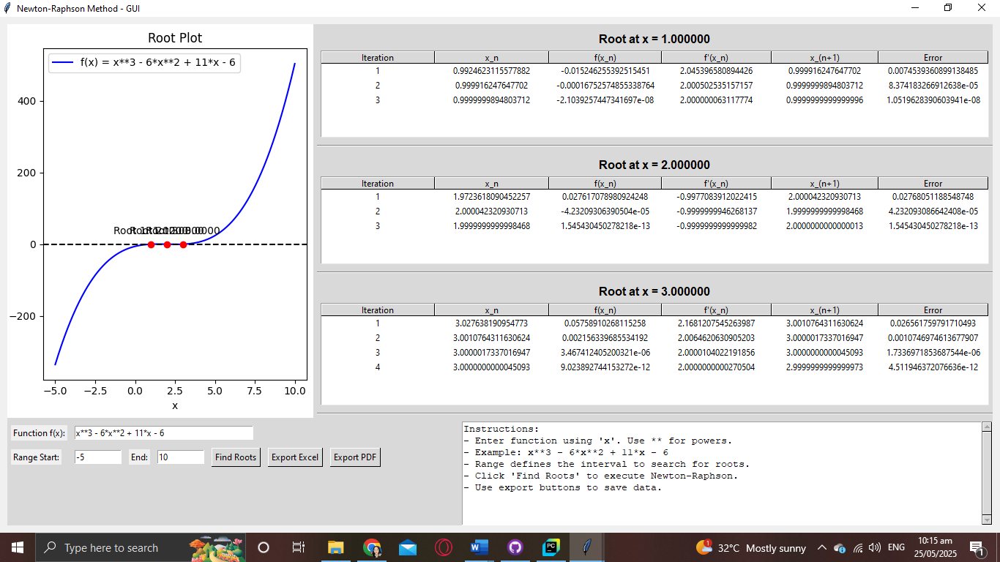 Newton-Raphson Method - GUI
Root Plot
f(x) = x**3 - 6*x**2 + 11*x - 6
400
200
0
−200
−5.0 −2.5 0.0 2.5 5.0 7.5 10.0
x
Root at x = 1.000000
Iteration x_n f(x_n) f'(x_n) x_(n+1) Error
1 0.9924623115577882 -0.015246255392515451 2.045396580894426 0.999916247647702 0.0074539360899138485
2 0.999916247647702 -0.00016752574855338764 2.000502535157157 0.9999999894803712 8.374183266912638e-05
3 0.9999999894803712 -2.1039257447341697e-08 2.000000063117774 0.9999999999999996 1.0519628390603941e-08
Root at x = 2.000000
Iteration x_n f(x_n) f'(x_n) x_(n+1) Error
1 1.9723618090452257 0.027617078980924248 -0.9977083912022415 2.000042320930713 0.02768051188548748
2 2.000042320930713 -4.23209306390504e-05 -0.9999999946268137 1.9999999999998468 4.232093086642408e-05
3 1.9999999999998468 1.545430450278218e-13 -0.9999999999999982 2.0000000000000013 1.545430450278218e-13
Root at x = 3.000000
Iteration x_n f(x_n) f'(x_n) x_(n+1) Error
1 3.027638190954773 0.05758910268115258 2.1681207545263987 3.0010764311630624 0.026561759791710493
2 3.0010764311630624 0.002156339685534192 2.0064620630905203 3.0000017337016947 0.0010746974613677907
3 3.0000017337016947 3.467412405200321e-06 2.0000104022191856 3.0000000000045093 1.7336971853687544e-06
4 3.0000000000045093 9.023892744153272e-12 2.0000000000270504 2.9999999999999973 4.511946372076636e-12
Function f(x): x**3 - 6*x**2 + 11*x - 6
Range Start: -5 End: 10 Find Roots Export Excel Export PDF
Instructions:
- Enter function using 'x'. Use ** for powers.
- Example: x**3 - 6*x**2 + 11*x - 6
- Range defines the interval to search for roots.
- Click 'Find Roots' to execute Newton-Raphson.
- Use export buttons to save data.
Type here to search
32°C Mostly sunny
ENG
10:15 am
25/05/2025
1